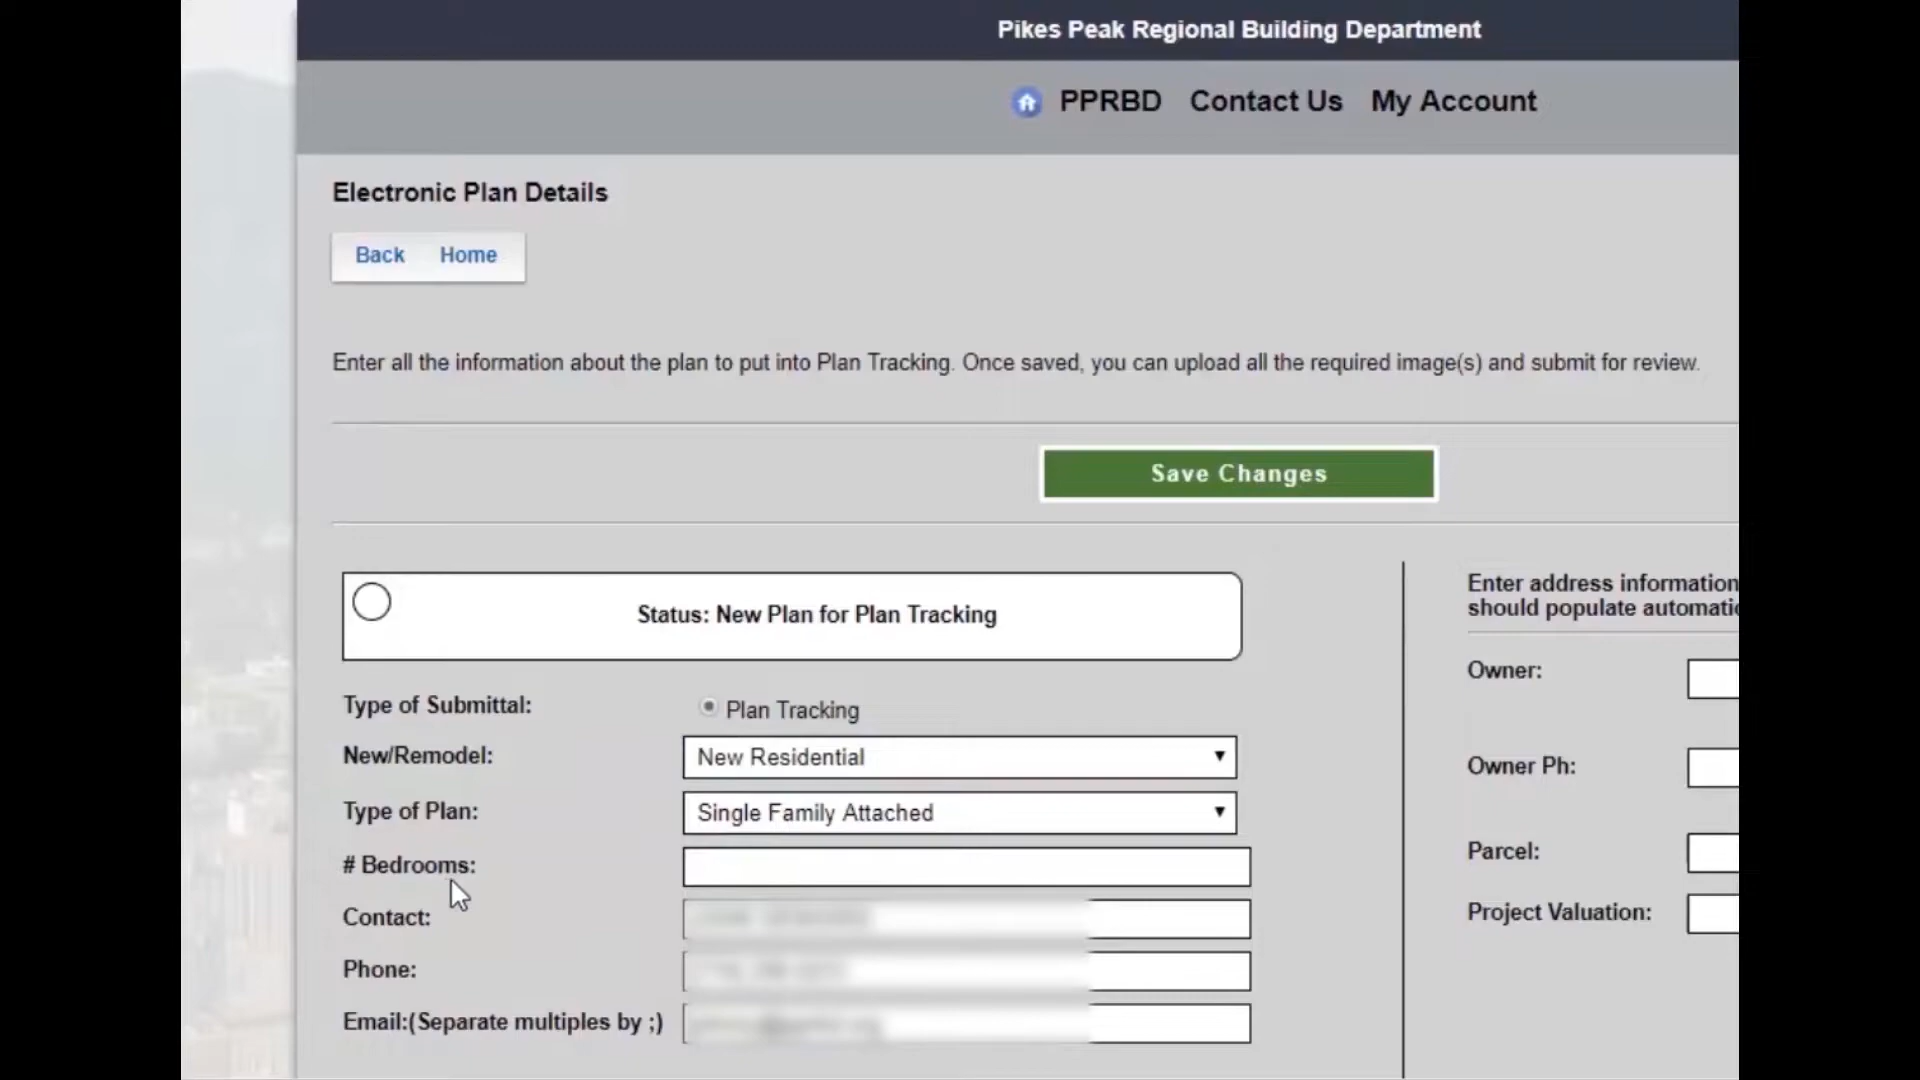 Pikes Peak Regional Building Department
PPRBD Contact Us My Account
Electronic Plan Details
Back Home
Enter all the information about the plan to put into Plan Tracking. Once saved, you can upload all the required image(s) and submit for review.
Save Changes
Status: New Plan for Plan Tracking
Type of Submittal: Plan Tracking
New/Remodel: New Residential
Type of Plan: Single Family Attached
# Bedrooms:
Contact:
Phone:
Email:(Separate multiples by ;)
Enter address information
should populate
Owner:
Owner Ph:
Parcel:
Project Valuation: